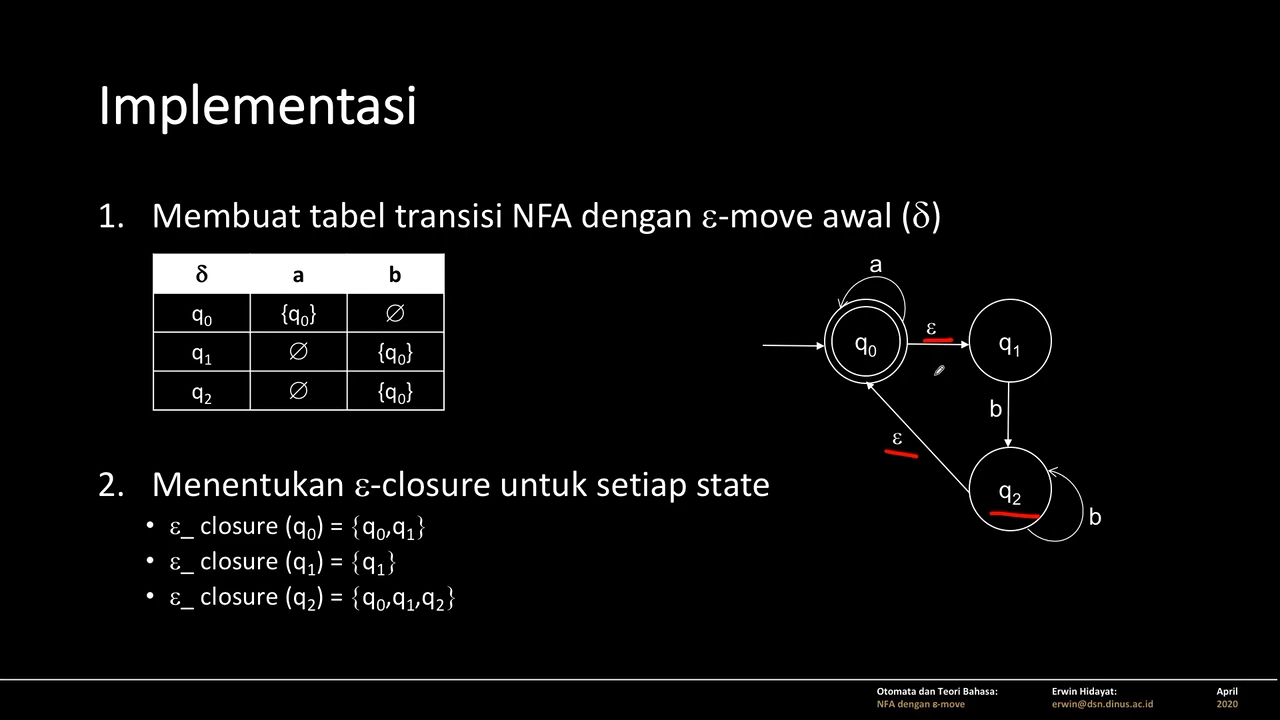 Implementasi
1. Membuat tabel transisi NFA dengan ε-move awal (δ)
δ a b
q₀ {q₀} ∅
q₁ ∅ {q₀}
q₂ ∅ {q₀}
a
ε
q₀
q₁
b
ε
q₂
b
2. Menentukan ε-closure untuk setiap state
• ε_ closure (q₀) = {q₀,q₁}
• ε_ closure (q₁) = {q₁}
• ε_ closure (q₂) = {q₀,q₁,q₂}
Otomata dan Teori Bahasa: Erwin Hidayat: April
NFA dengan ε-move erwin@dsn.dinus.ac.id 2020